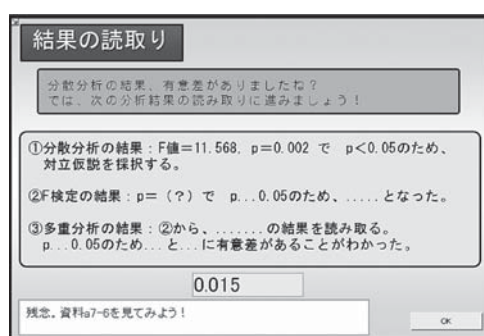 結果の読取り
分散分析の結果、有意差がありましたね?
では、次の分析結果の読み取りに進みましょう!
①分散分析の結果:F値=11.568, p=0.002 で p<0.05のため、
対立仮説を採択する。
②F検定の結果:p=(?)で p...0.05のため、.....となった。
③多重分析の結果:②から、.......の結果を読み取る。
p...0.05のため...と...に有意差があることがわかった。
0.015
残念。資料a7-6を見てみよう!
OK